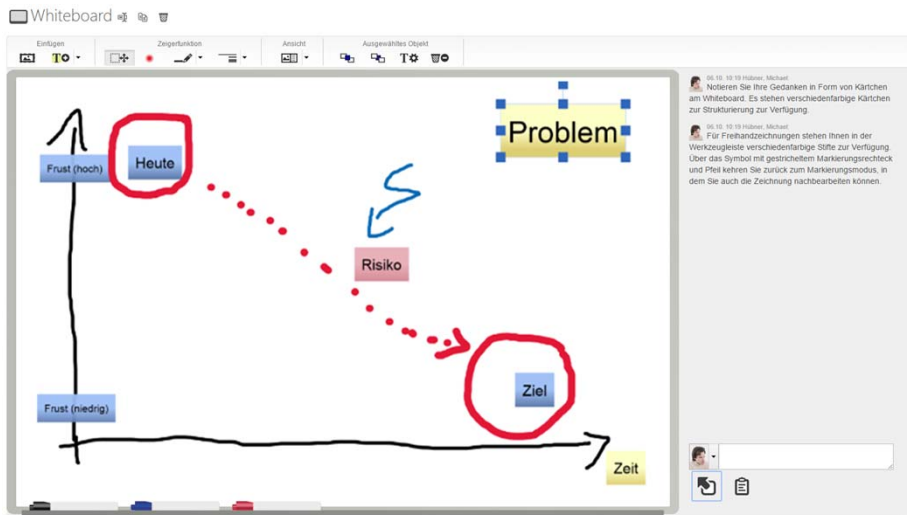 Whiteboard
Einfügen
Zeigerfunktion
Ansicht
Ausgewähltes Objekt
Problem
Heute
Frust (hoch)
Risiko
Ziel
Frust (niedrig)
Zeit
06.10. 10:19 Hübner, Michael
Notieren Sie Ihre Gedanken in Form von Kärtchen
am Whiteboard. Es stehen verschiedenfarbige Kärtchen
zur Strukturierung zur Verfügung.
06.10. 10:19 Hübner, Michael
Für Freihandzeichnungen stehen Ihnen in der
Werkzeugleiste verschiedenfarbige Stifte zur Verfügung.
Über das Symbol mit gestricheltem Markierungsrechteck
und Pfeil kehren Sie zurück zum Markierungsmodus, in
dem Sie auch die Zeichnung nachbearbeiten können.